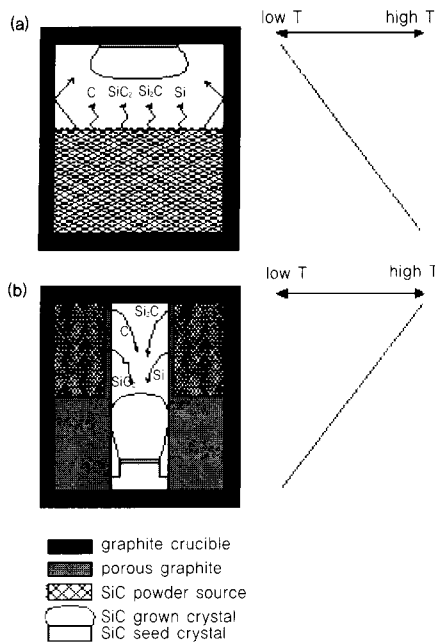 (a)
low T high T
C SiC2 Si2C Si
low T high T
(b)
Si2C
C
SiC2 Si
graphite crucible
porous graphite
SiC powder source
SiC grown crystal
SiC seed crystal